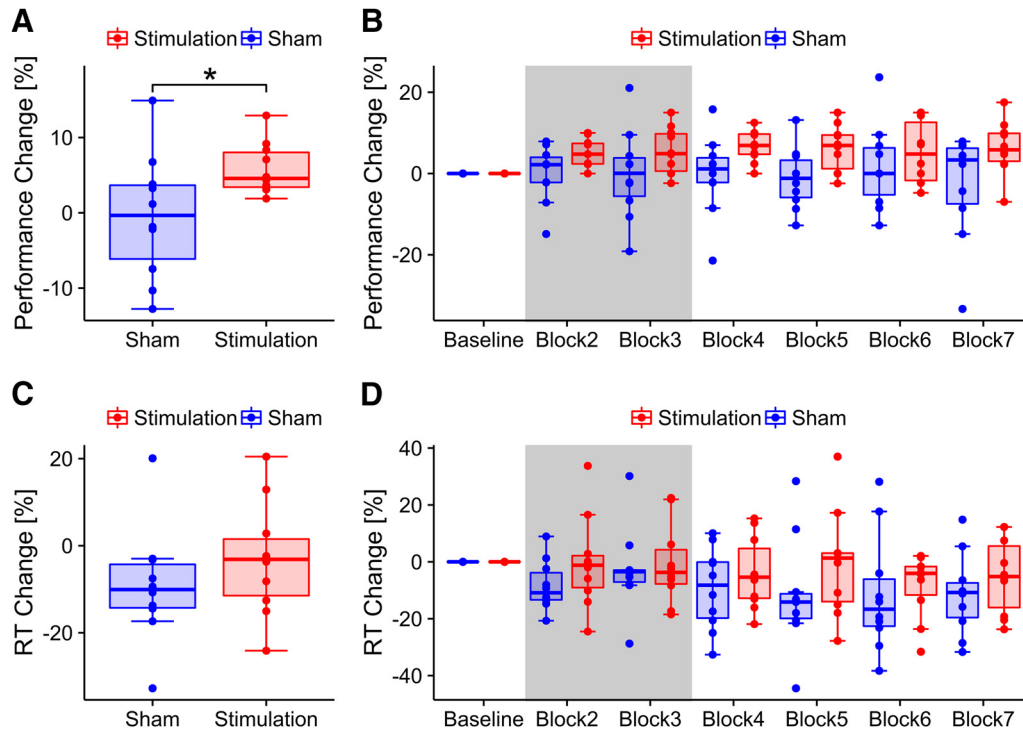 A
Stimulation Sham
Performance Change [%]
*
10
0
-10
Sham Stimulation
B
Stimulation Sham
Performance Change [%]
20
0
-20
Baseline Block2 Block3 Block4 Block5 Block6 Block7
C
Stimulation Sham
RT Change [%]
20
0
-20
Sham Stimulation
D
Stimulation Sham
RT Change [%]
40
20
0
-20
-40
Baseline Block2 Block3 Block4 Block5 Block6 Block7